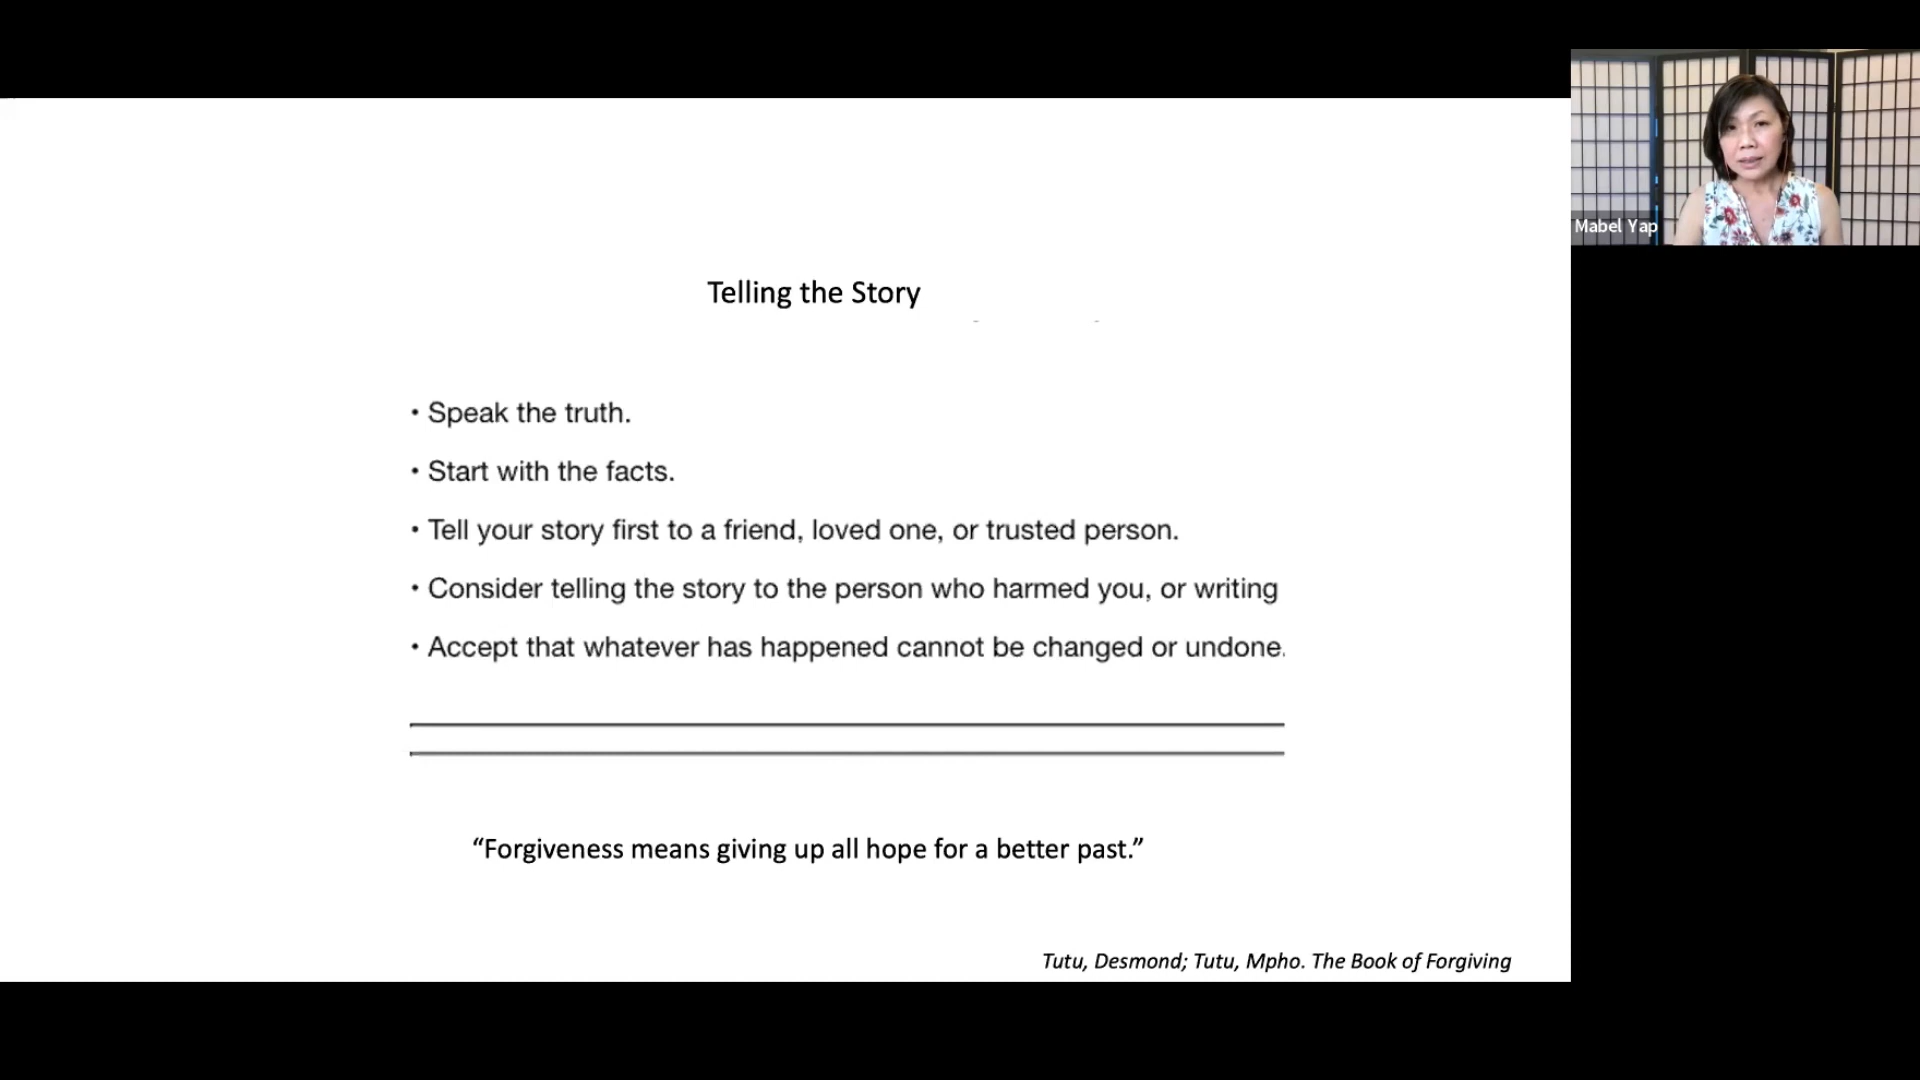 Telling the Story
• Speak the truth.
• Start with the facts.
• Tell your story first to a friend, loved one, or trusted person.
• Consider telling the story to the person who harmed you, or writing
• Accept that whatever has happened cannot be changed or undone.
“Forgiveness means giving up all hope for a better past.”
Tutu, Desmond; Tutu, Mpho. The Book of Forgiving
Mabel Yap